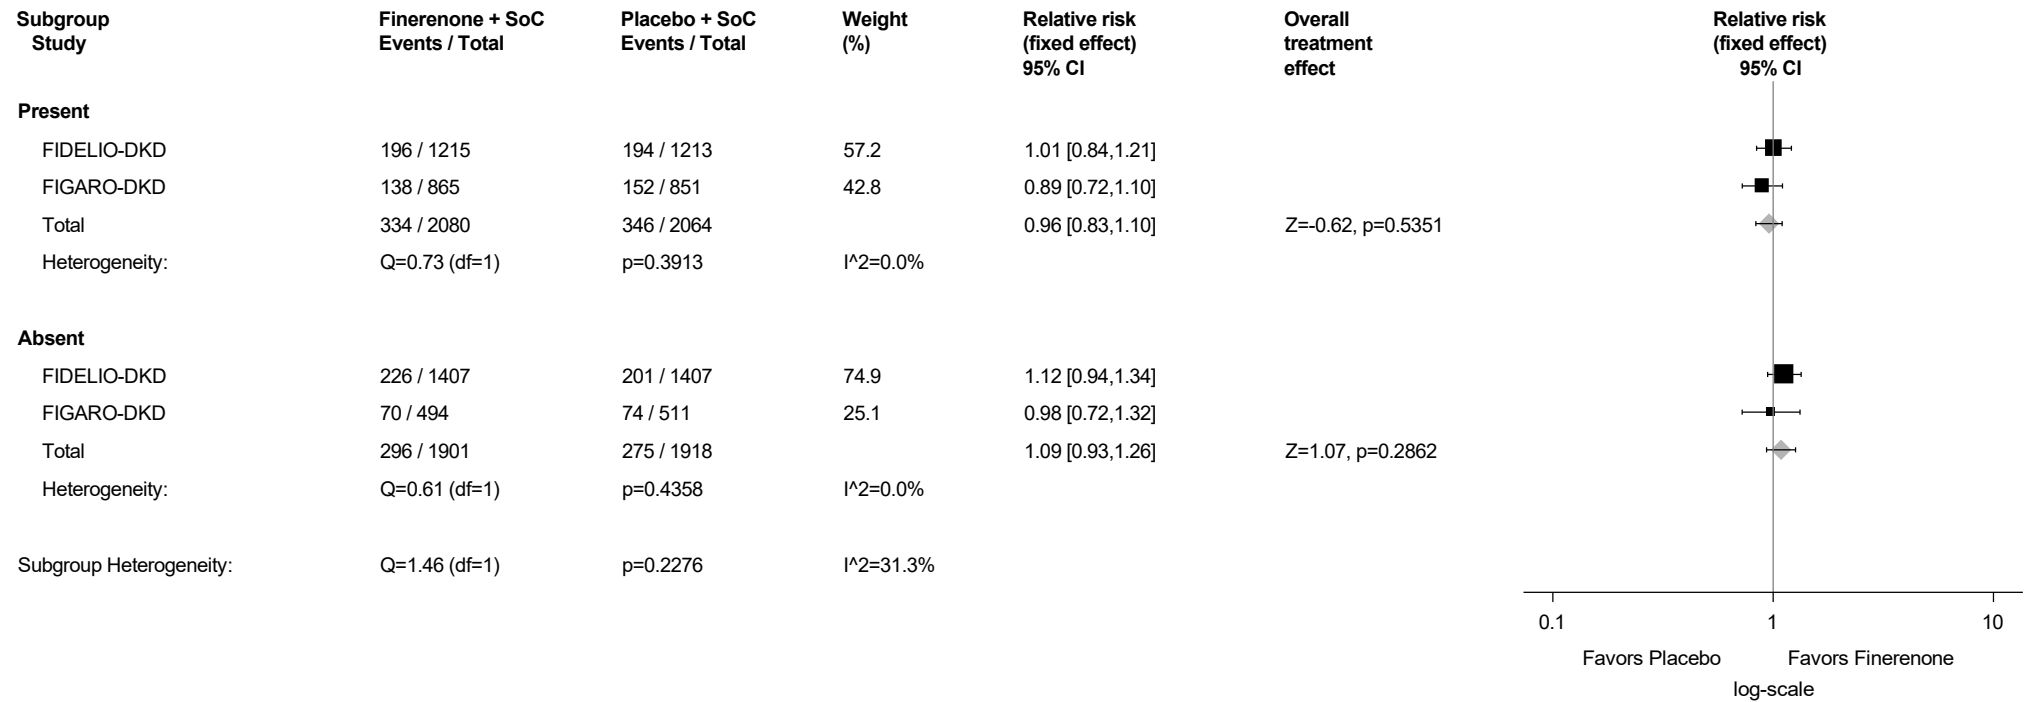 Subgroup Finerenone + SoC Placebo + SoC Weight Relative risk Overall Relative risk
Study Events / Total Events / Total (%) (fixed effect) treatment (fixed effect)
95% CI effect 95% CI
Present
FIDELIO-DKD 196 / 1215 194 / 1213 57.2 1.01 [0.84,1.21]
FIGARO-DKD 138 / 865 152 / 851 42.8 0.89 [0.72,1.10]
Total 334 / 2080 346 / 2064 0.96 [0.83,1.10] Z=-0.62, p=0.5351
Heterogeneity: Q=0.73 (df=1) p=0.3913 I^2=0.0%
Absent
FIDELIO-DKD 226 / 1407 201 / 1407 74.9 1.12 [0.94,1.34]
FIGARO-DKD 70 / 494 74 / 511 25.1 0.98 [0.72,1.32]
Total 296 / 1901 275 / 1918 1.09 [0.93,1.26] Z=1.07, p=0.2862
Heterogeneity: Q=0.61 (df=1) p=0.4358 I^2=0.0%
Subgroup Heterogeneity: Q=1.46 (df=1) p=0.2276 I^2=31.3%
0.1 1 10
Favors Placebo Favors Finerenone
log-scale